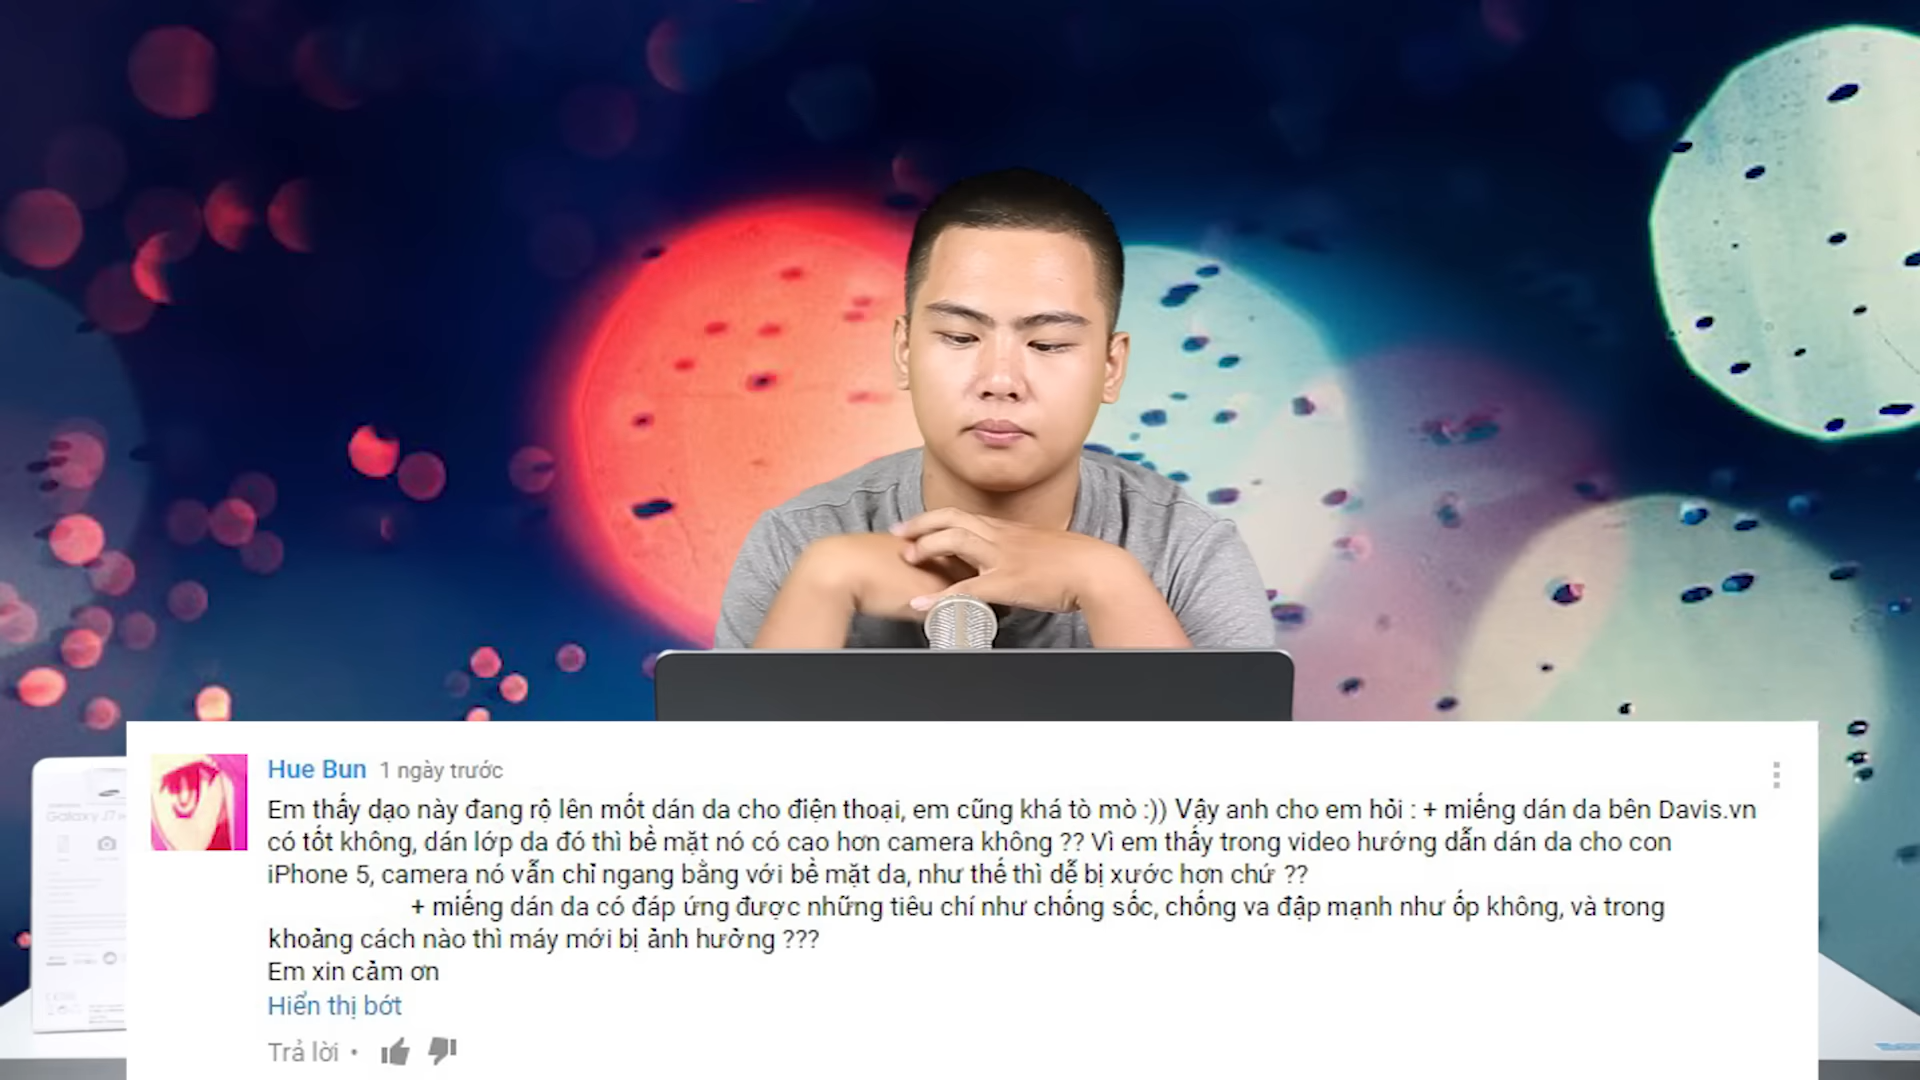 Hue Bun 1 ngày trước
Em thấy dạo này đang rộ lên mốt dán da cho điện thoại, em cũng khá tò mò :)) Vậy anh cho em hỏi : + miếng dán da bên Davis.vn
có tốt không, dán lớp da đó thì bề mặt nó có cao hơn camera không ?? Vì em thấy trong video hướng dẫn dán da cho con
iPhone 5, camera nó vẫn chỉ ngang bằng với bề mặt da, như thế thì dễ bị xước hơn chứ ??
+ miếng dán da có đáp ứng được những tiêu chí như chống sốc, chống va đập mạnh như ốp không, và trong
khoảng cách nào thì máy mới bị ảnh hưởng ???
Em xin cảm ơn
Hiển thị bớt
Trả lời •
Galaxy J7